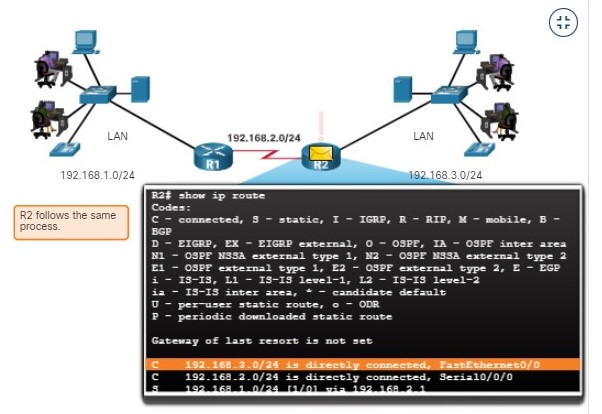 192.168.2.0/24
LAN
LAN
R1
R2
192.168.1.0/24
192.168.3.0/24
R2 follows the same
process.
R2# show ip route
Codes:
C - connected, S - static, I - IGRP, R - RIP, M - mobile, B -
BGP
D - EIGRP, EX - EIGRP external, O - OSPF, IA - OSPF inter area
N1 - OSPF NSSA external type 1, N2 - OSPF NSSA external type 2
E1 - OSPF external type 1, E2 - OSPF external type 2, E - EGP
i - IS-IS, L1 - IS-IS level-1, L2 - IS-IS level-2
ia - IS-IS inter area, * - candidate default
U - per-user static route, o - ODR
P - periodic downloaded static route
Gateway of last resort is not set
C 192.168.3.0/24 is directly connected, FastEthernet0/0
C 192.168.2.0/24 is directly connected, Serial0/0/0
S 192.168.1.0/24 [1/0] via 192.168.2.1